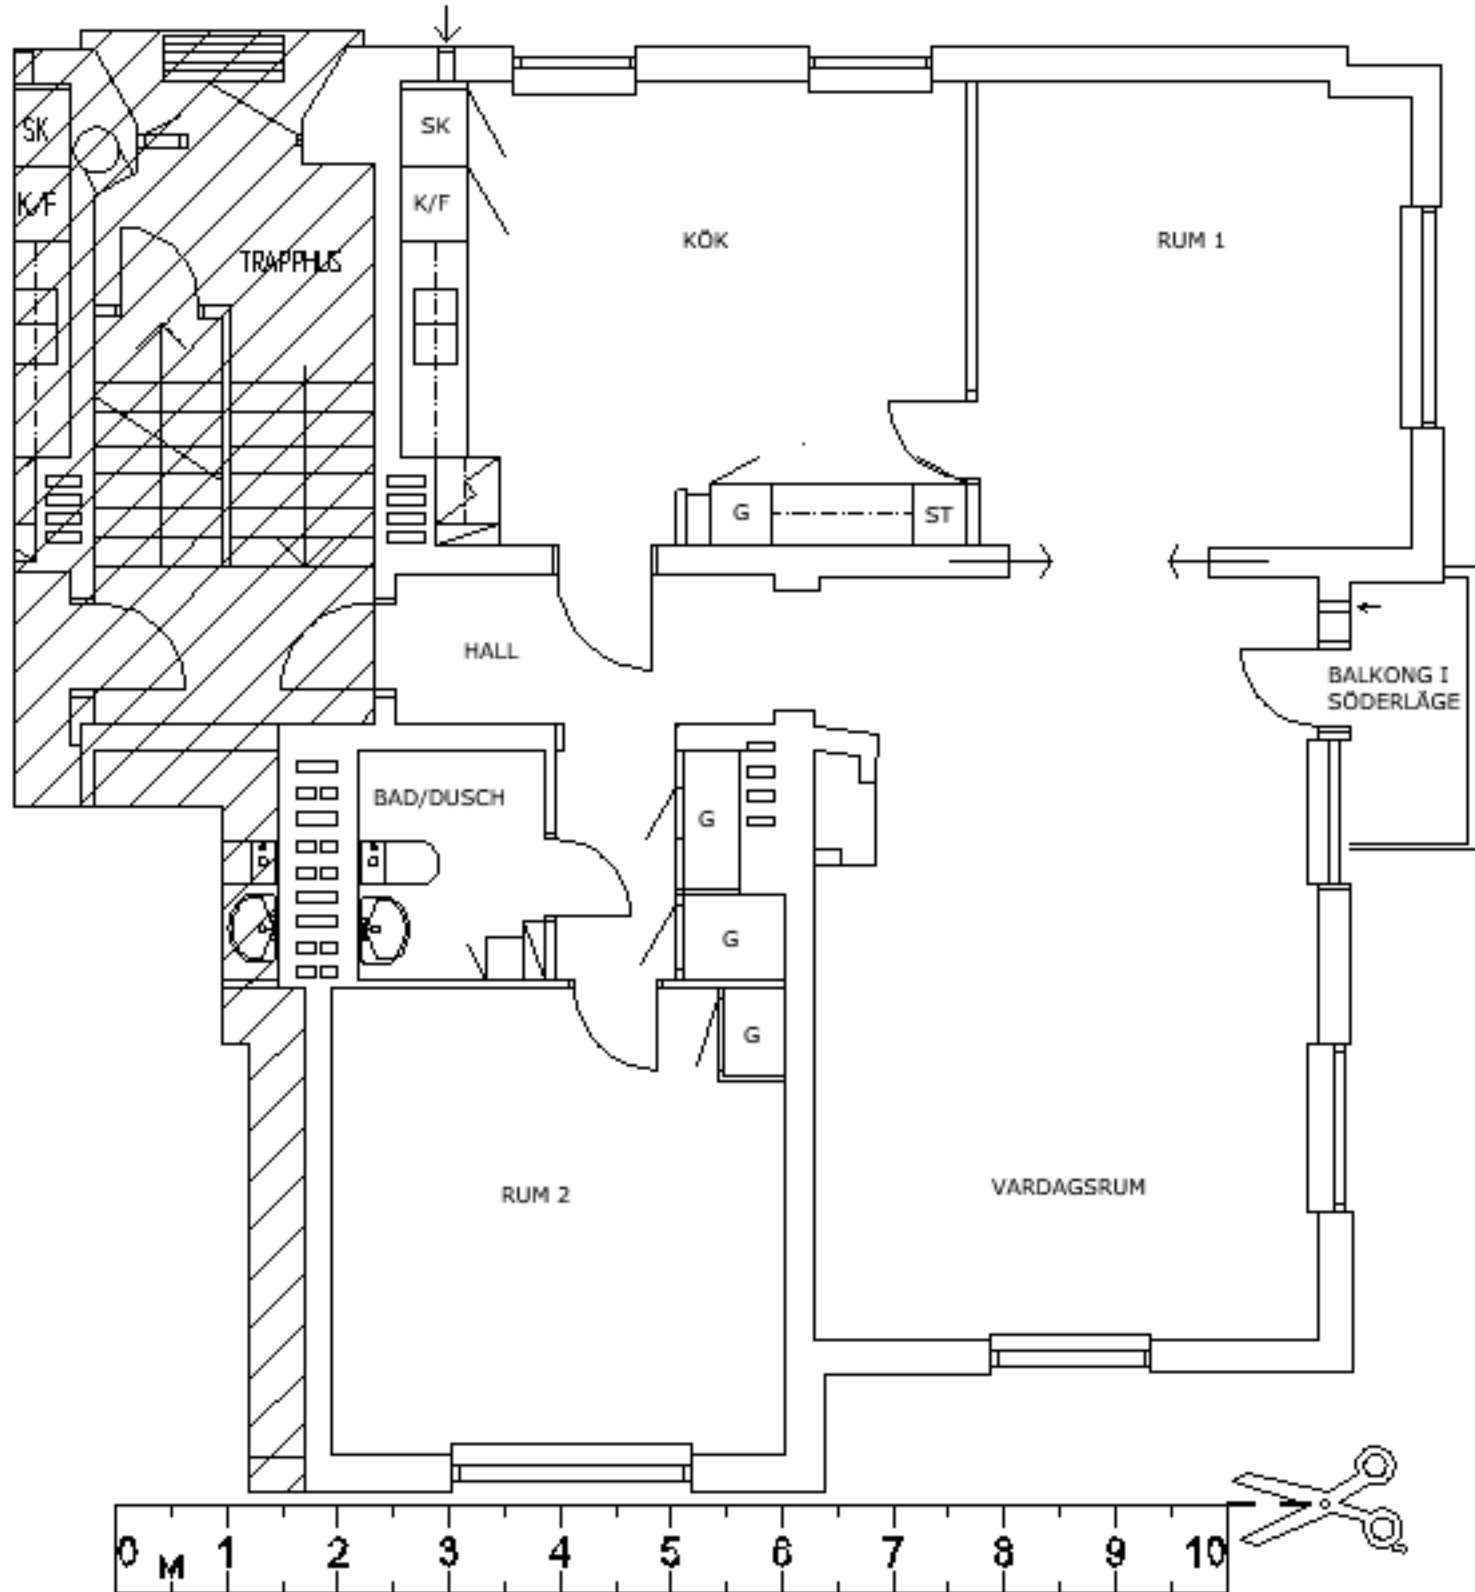 SK
SK
K/F
K/F
KÖK
RUM 1
TRAPPHUS
G
ST
HALL
BALKONG I
SÖDERLÄGE
BAD/DUSCH
G
G
G
RUM 2
VARDAGSRUM
0 M 1 2 3 4 5 6 7 8 9 10